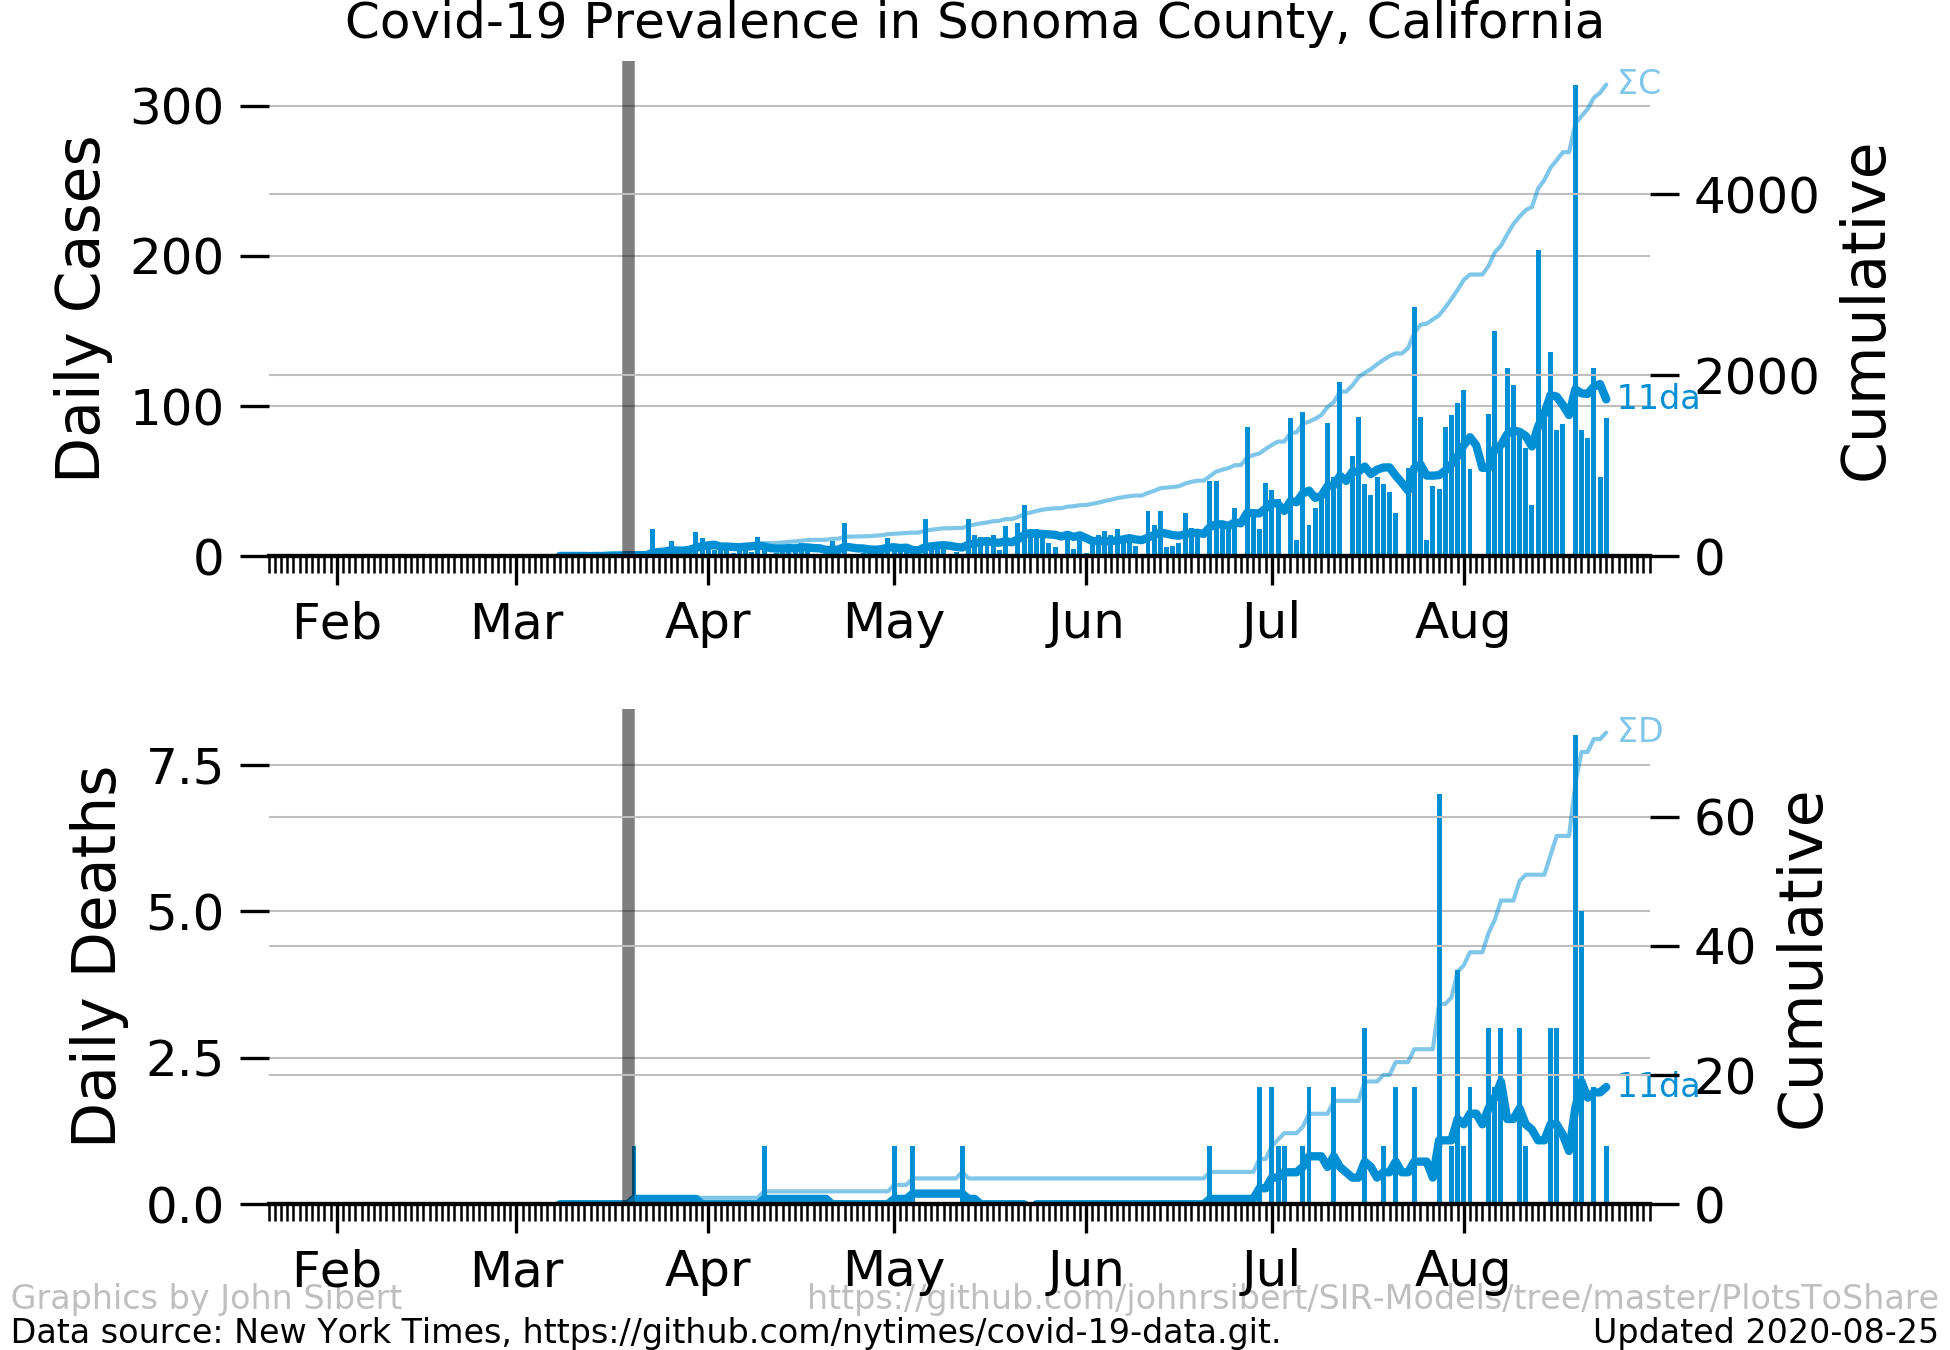 Covid-19 Prevalence in Sonoma County, California
Daily Cases
300
200
100
0
ΣC
11da
4000
2000
0
Cumulative
Feb Mar Apr May Jun Jul Aug
Daily Deaths
7.5
5.0
2.5
0.0
ΣD
11da
60
40
20
0
Cumulative
Feb Mar Apr May Jun Jul Aug
Graphics by John Sibert https://github.com/johnrsibert/SIR-Models/tree/master/PlotsToShare
Data source: New York Times, https://github.com/nytimes/covid-19-data.git. Updated 2020-08-25